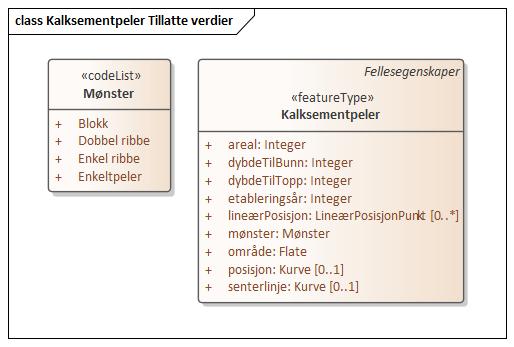 class Kalksementpeler Tillatte verdier
«codeList»
Mønster
+ Blokk
+ Dobbel ribbe
+ Enkel ribbe
+ Enkeltpeler
Fellesegenskaper
«featureType»
Kalksementpeler
+ areal: Integer
+ dybdeTilBunn: Integer
+ dybdeTilTopp: Integer
+ etableringsår: Integer
+ lineærPosisjon: LineærPosisjonPunkt [0..*]
+ mønster: Mønster
+ område: Flate
+ posisjon: Kurve [0..1]
+ senterlinje: Kurve [0..1]